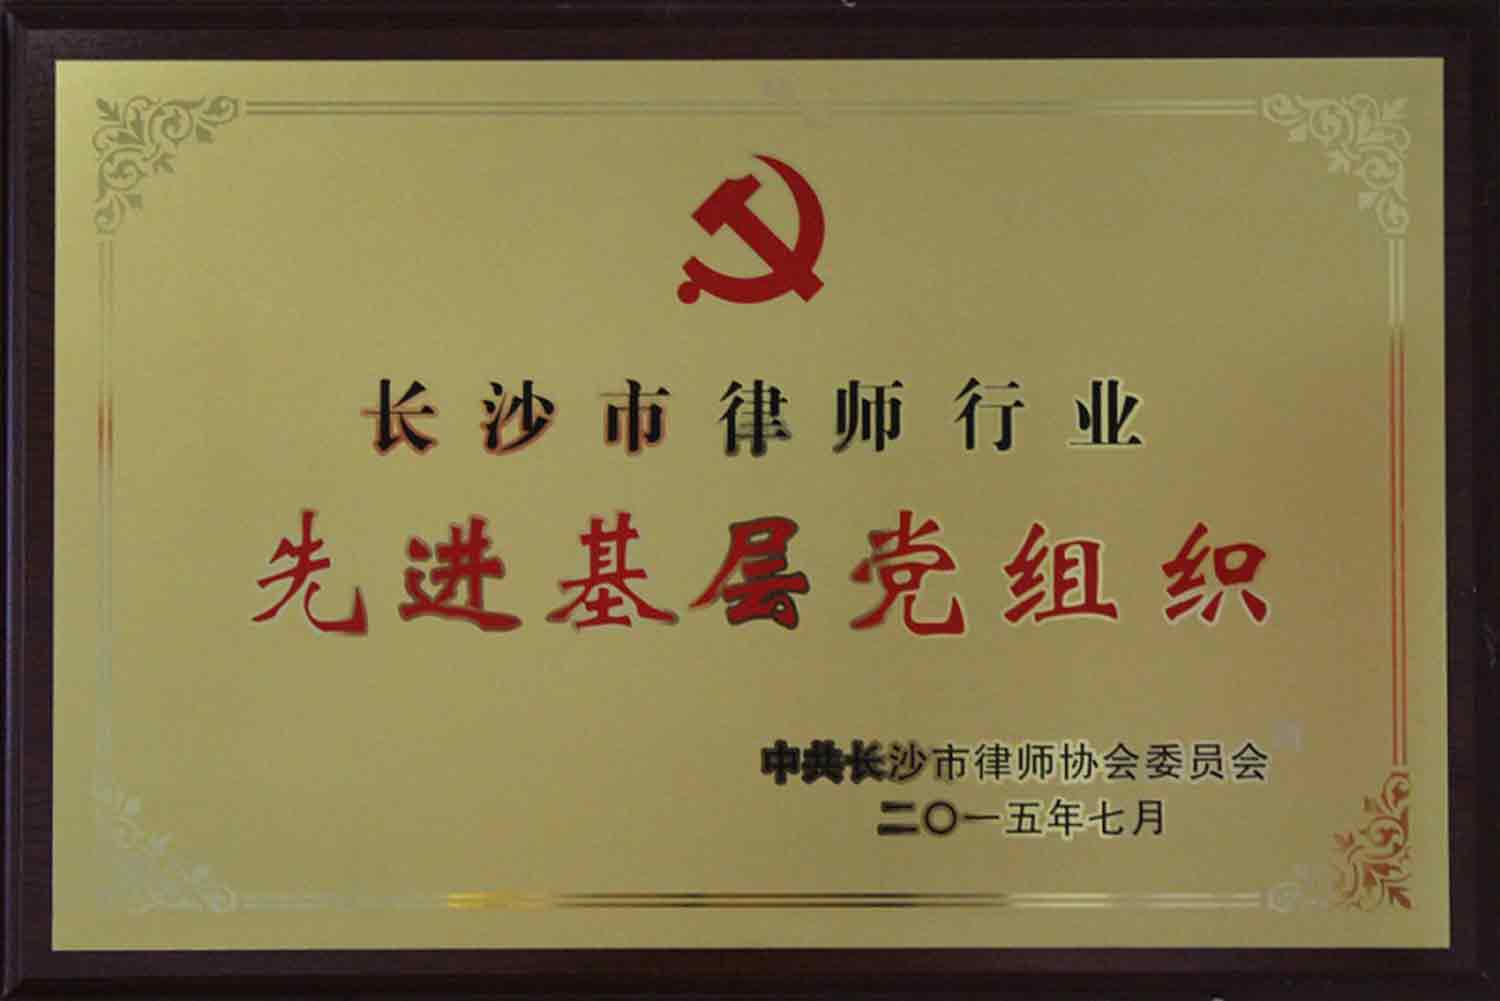 长沙市律师行业
先进基层党组织
中共长沙市律师协会委员会
二〇一五年七月